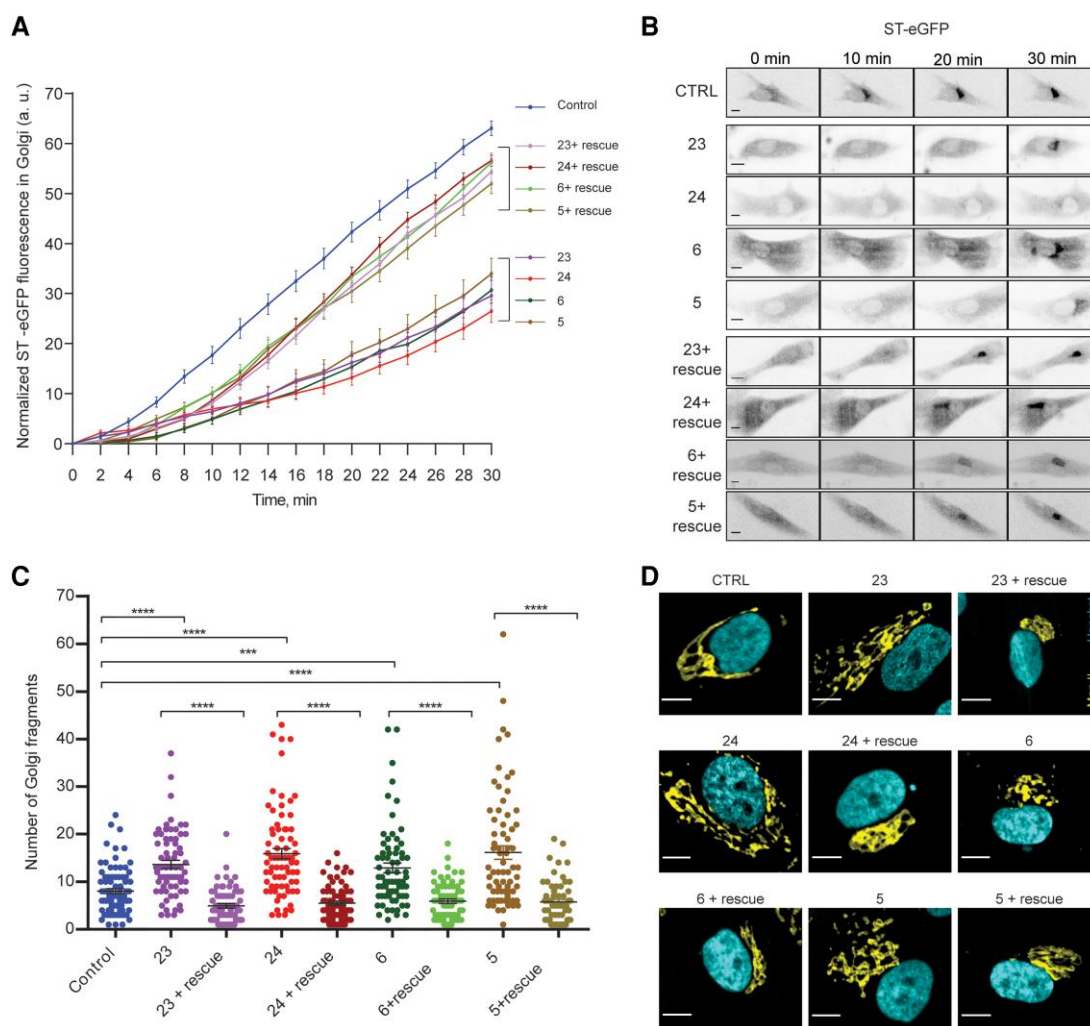 A
Normalized ST -eGFP fluorescence in Golgi (a. u.)
70
60
50
40
30
20
10
0
0 2 4 6 8 10 12 14 16 18 20 22 24 26 28 30
Time, min
Control
23+ rescue
24+ rescue
6+ rescue
5+ rescue
23
24
6
5
B
ST-eGFP
0 min 10 min 20 min 30 min
CTRL
23
24
6
5
23+
rescue
24+
rescue
6+
rescue
5+
rescue
C
Number of Golgi fragments
70
60
50
40
30
20
10
0
****
****
****
***
****
**** **** ****
Control
23
23 + rescue
24
24 + rescue
6
6+rescue
5
5+rescue
D
CTRL 23 23 + rescue
24 24 + rescue 6
6 + rescue 5 5 + rescue